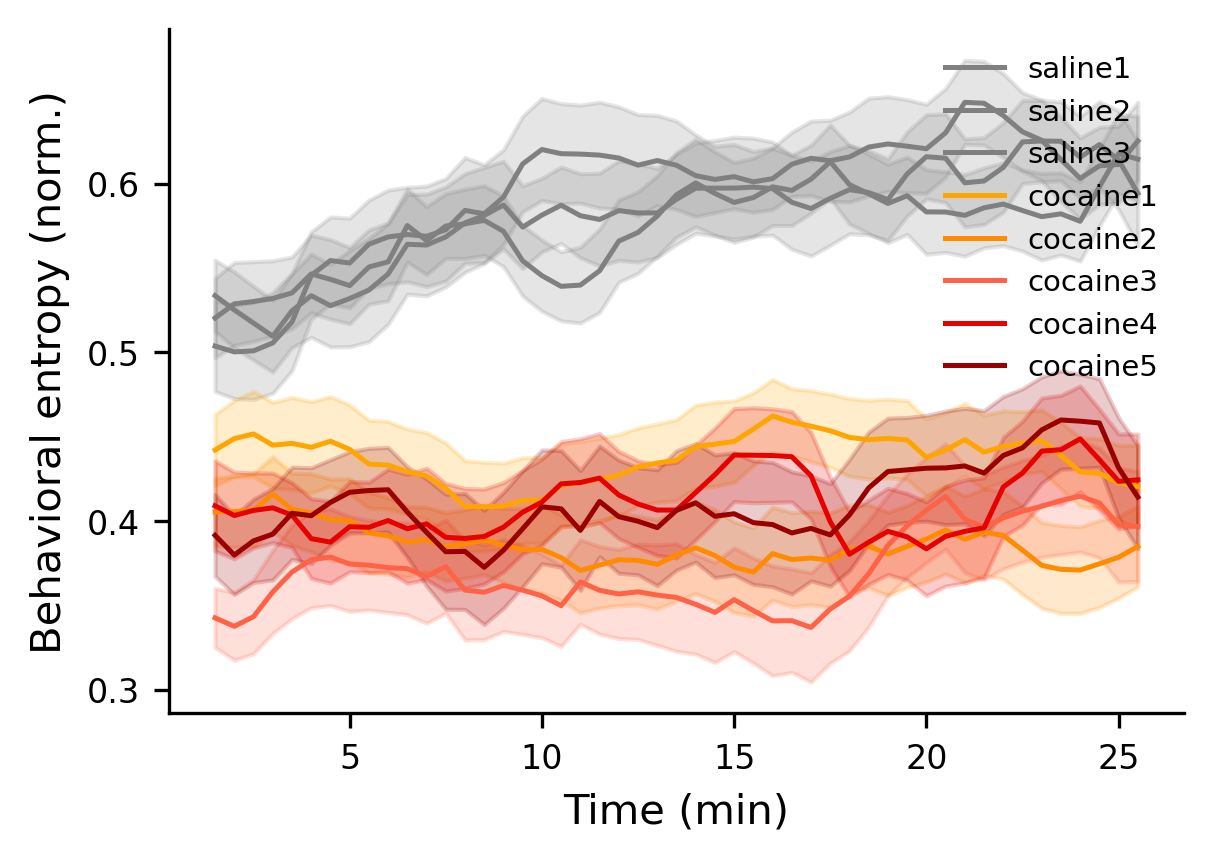 Behavioral entropy (norm.)
0.6
0.5
0.4
0.3
saline1
saline2
saline3
cocaine1
cocaine2
cocaine3
cocaine4
cocaine5
5 10 15 20 25
Time (min)